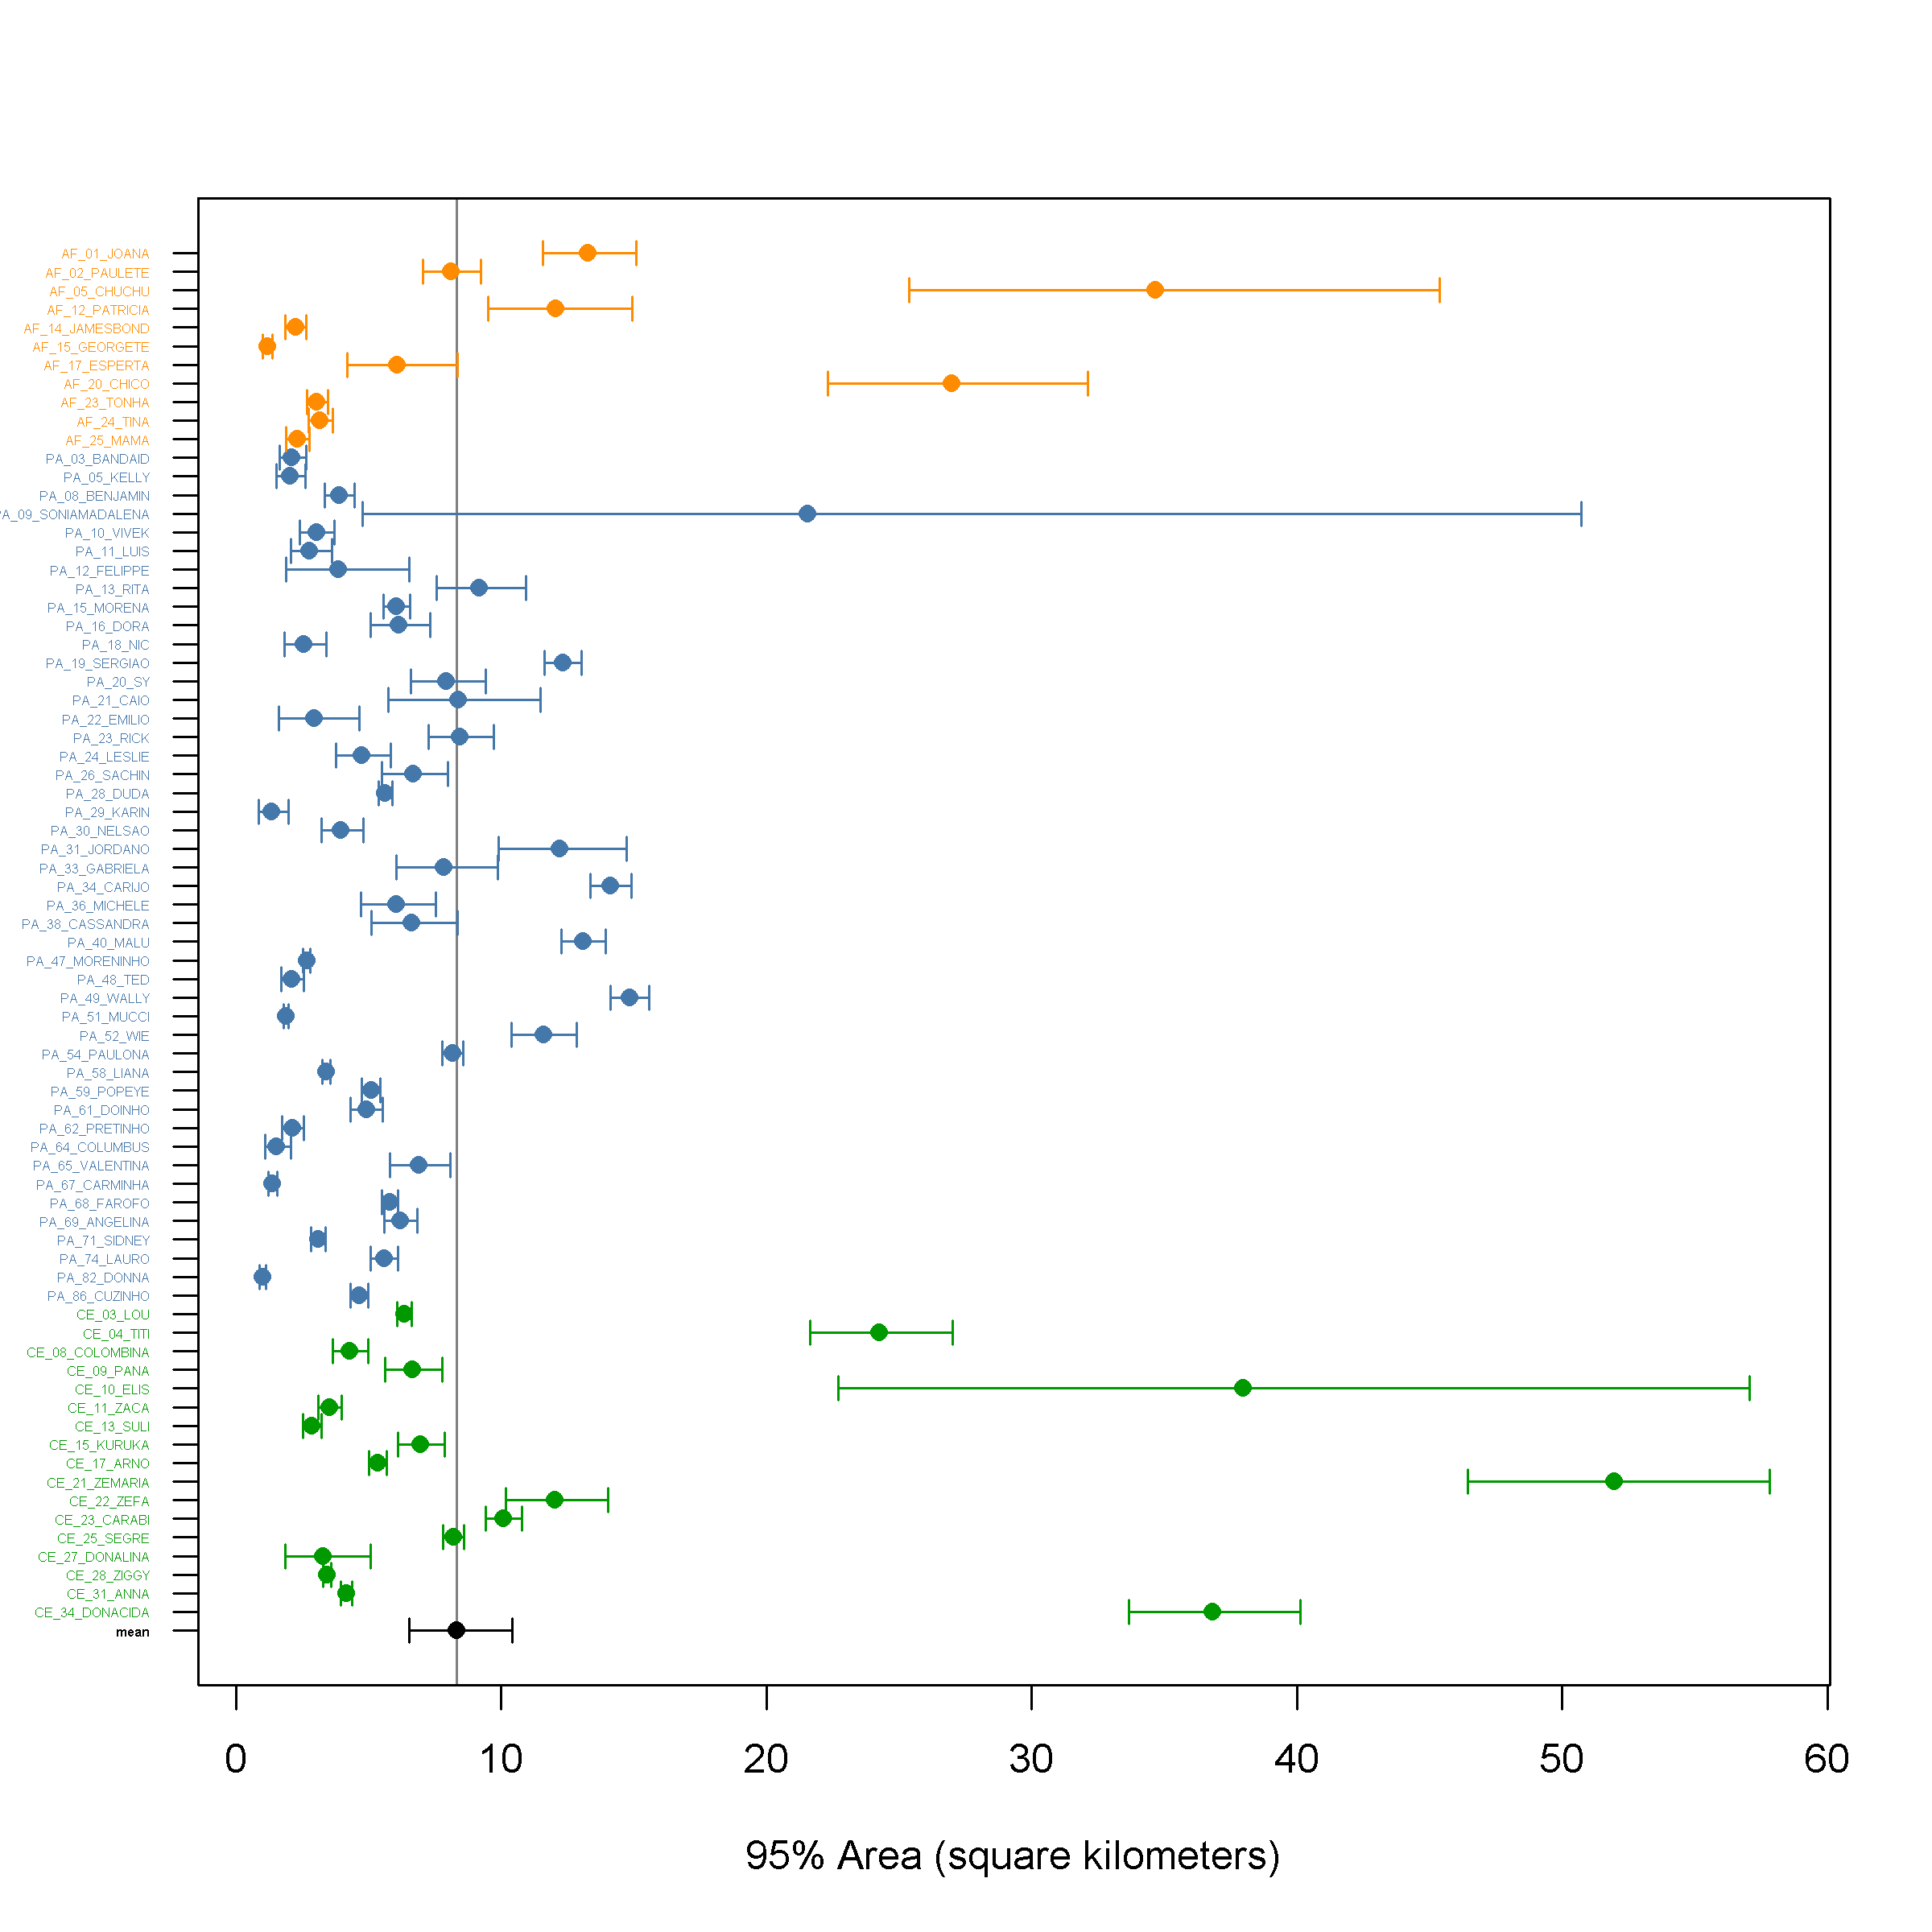 AF_01_JOANA
AF_02_PAULETE
AF_05_CHUCHU
AF_12_PATRICIA
AF_14_JAMESBOND
AF_15_GEORGETE
AF_17_ESPERTA
AF_20_CHICO
AF_23_TONHA
AF_24_TINA
AF_25_MAMA
PA_03_BANDAID
PA_05_KELLY
PA_08_BENJAMIN
PA_09_SONIAMADALENA
PA_10_VIVEK
PA_11_LUIS
PA_12_FELIPPE
PA_13_RITA
PA_15_MORENA
PA_16_DORA
PA_18_NIC
PA_19_SERGIAO
PA_20_SY
PA_21_CAIO
PA_22_EMILIO
PA_23_RICK
PA_24_LESLIE
PA_26_SACHIN
PA_28_DUDA
PA_29_KARIN
PA_30_NELSAO
PA_31_JORDANO
PA_33_GABRIELA
PA_34_CARIJO
PA_36_MICHELE
PA_38_CASSANDRA
PA_40_MALU
PA_47_MORENINHO
PA_48_TED
PA_49_WALLY
PA_51_MUCCI
PA_52_WIE
PA_54_PAULONA
PA_58_LIANA
PA_59_POPEYE
PA_61_DOINHO
PA_62_PRETINHO
PA_64_COLUMBUS
PA_65_VALENTINA
PA_67_CARMINHA
PA_68_FAROFO
PA_69_ANGELINA
PA_71_SIDNEY
PA_74_LAURO
PA_82_DONNA
PA_86_CUZINHO
CE_03_LOU
CE_04_TITI
CE_08_COLOMBINA
CE_09_PANA
CE_10_ELIS
CE_11_ZACA
CE_13_SULI
CE_15_KURUKA
CE_17_ARNO
CE_21_ZEMARIA
CE_22_ZEFA
CE_23_CARABI
CE_25_SEGRE
CE_27_DONALINA
CE_28_ZIGGY
CE_31_ANNA
CE_34_DONACIDA
mean
0 10 20 30 40 50 60
95% Area (square kilometers)